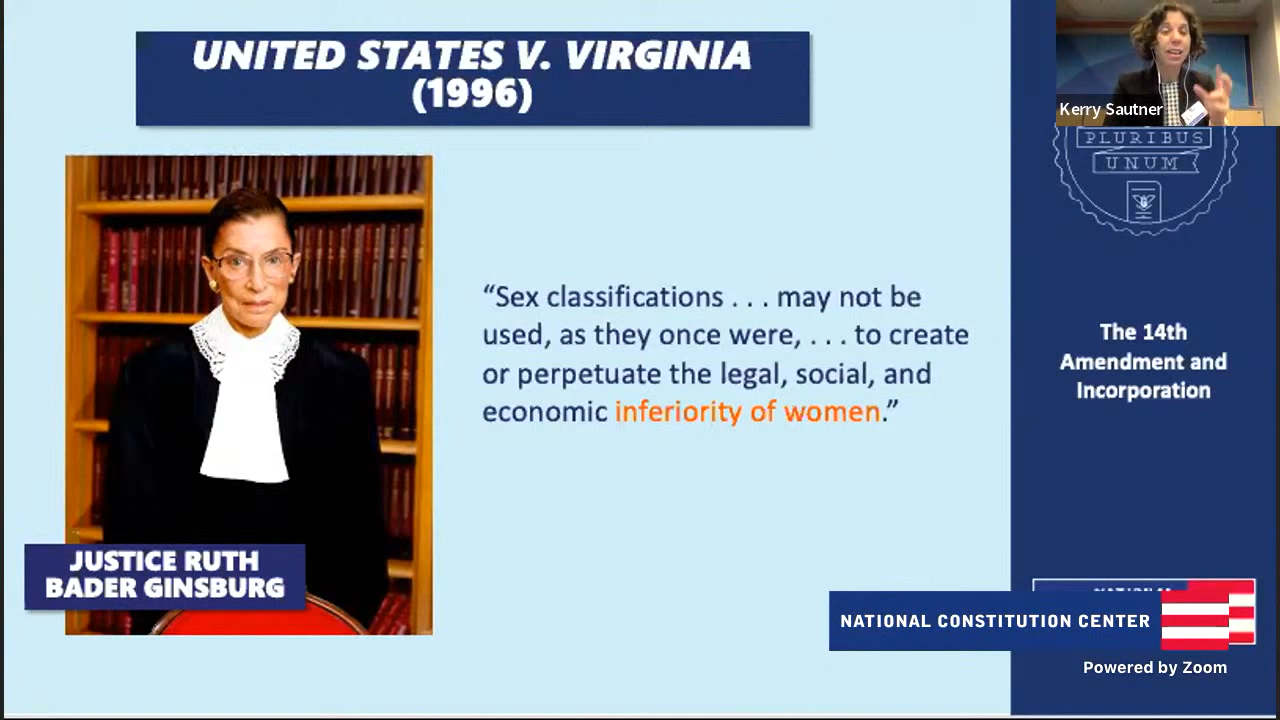 UNITED STATES V. VIRGINIA
(1996)
Kerry Sautner
PLURIBUS
UNUM
“Sex classifications . . . may not be
used, as they once were, . . . to create
or perpetuate the legal, social, and
economic inferiority of women.”
The 14th
Amendment and
Incorporation
JUSTICE RUTH
BADER GINSBURG
NATIONAL CONSTITUTION CENTER
Powered by Zoom